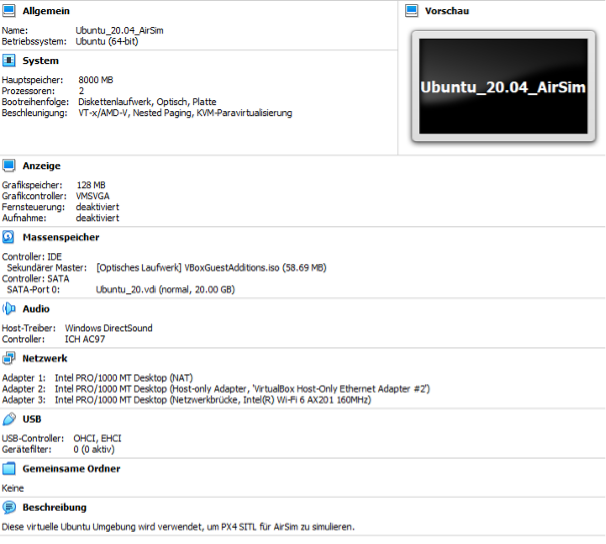 Allgemein
Name: Ubuntu_20.04_AirSim
Betriebssystem: Ubuntu (64-bit)
Vorschau
Ubuntu_20.04_AirSim
System
Hauptspeicher: 8000 MB
Prozessoren: 2
Bootreihenfolge: Diskettenlaufwerk, Optisch, Platte
Beschleunigung: VT-x/AMD-V, Nested Paging, KVM-Paravirtualisierung
Anzeige
Grafikspeicher: 128 MB
Grafikcontroller: VMSVGA
Fernsteuerung: deaktiviert
Aufnahme: deaktiviert
Massenspeicher
Controller: IDE
Sekundärer Master: [Optisches Laufwerk] VBoxGuestAdditions.iso (58.69 MB)
Controller: SATA
SATA-Port 0: Ubuntu_20.vdi (normal, 20.00 GB)
Audio
Host-Treiber: Windows DirectSound
Controller: ICH AC97
Netzwerk
Adapter 1: Intel PRO/1000 MT Desktop (NAT)
Adapter 2: Intel PRO/1000 MT Desktop (Host-only Adapter, 'VirtualBox Host-Only Ethernet Adapter #2')
Adapter 3: Intel PRO/1000 MT Desktop (Netzwerkbrücke, Intel(R) Wi-Fi 6 AX201 160MHz)
USB
USB-Controller: OHCI, EHCI
Gerätefilter: 0 (0 aktiv)
Gemeinsame Ordner
Keine
Beschreibung
Diese virtuelle Ubuntu Umgebung wird verwendet, um PX4 SITL für AirSim zu simulieren.